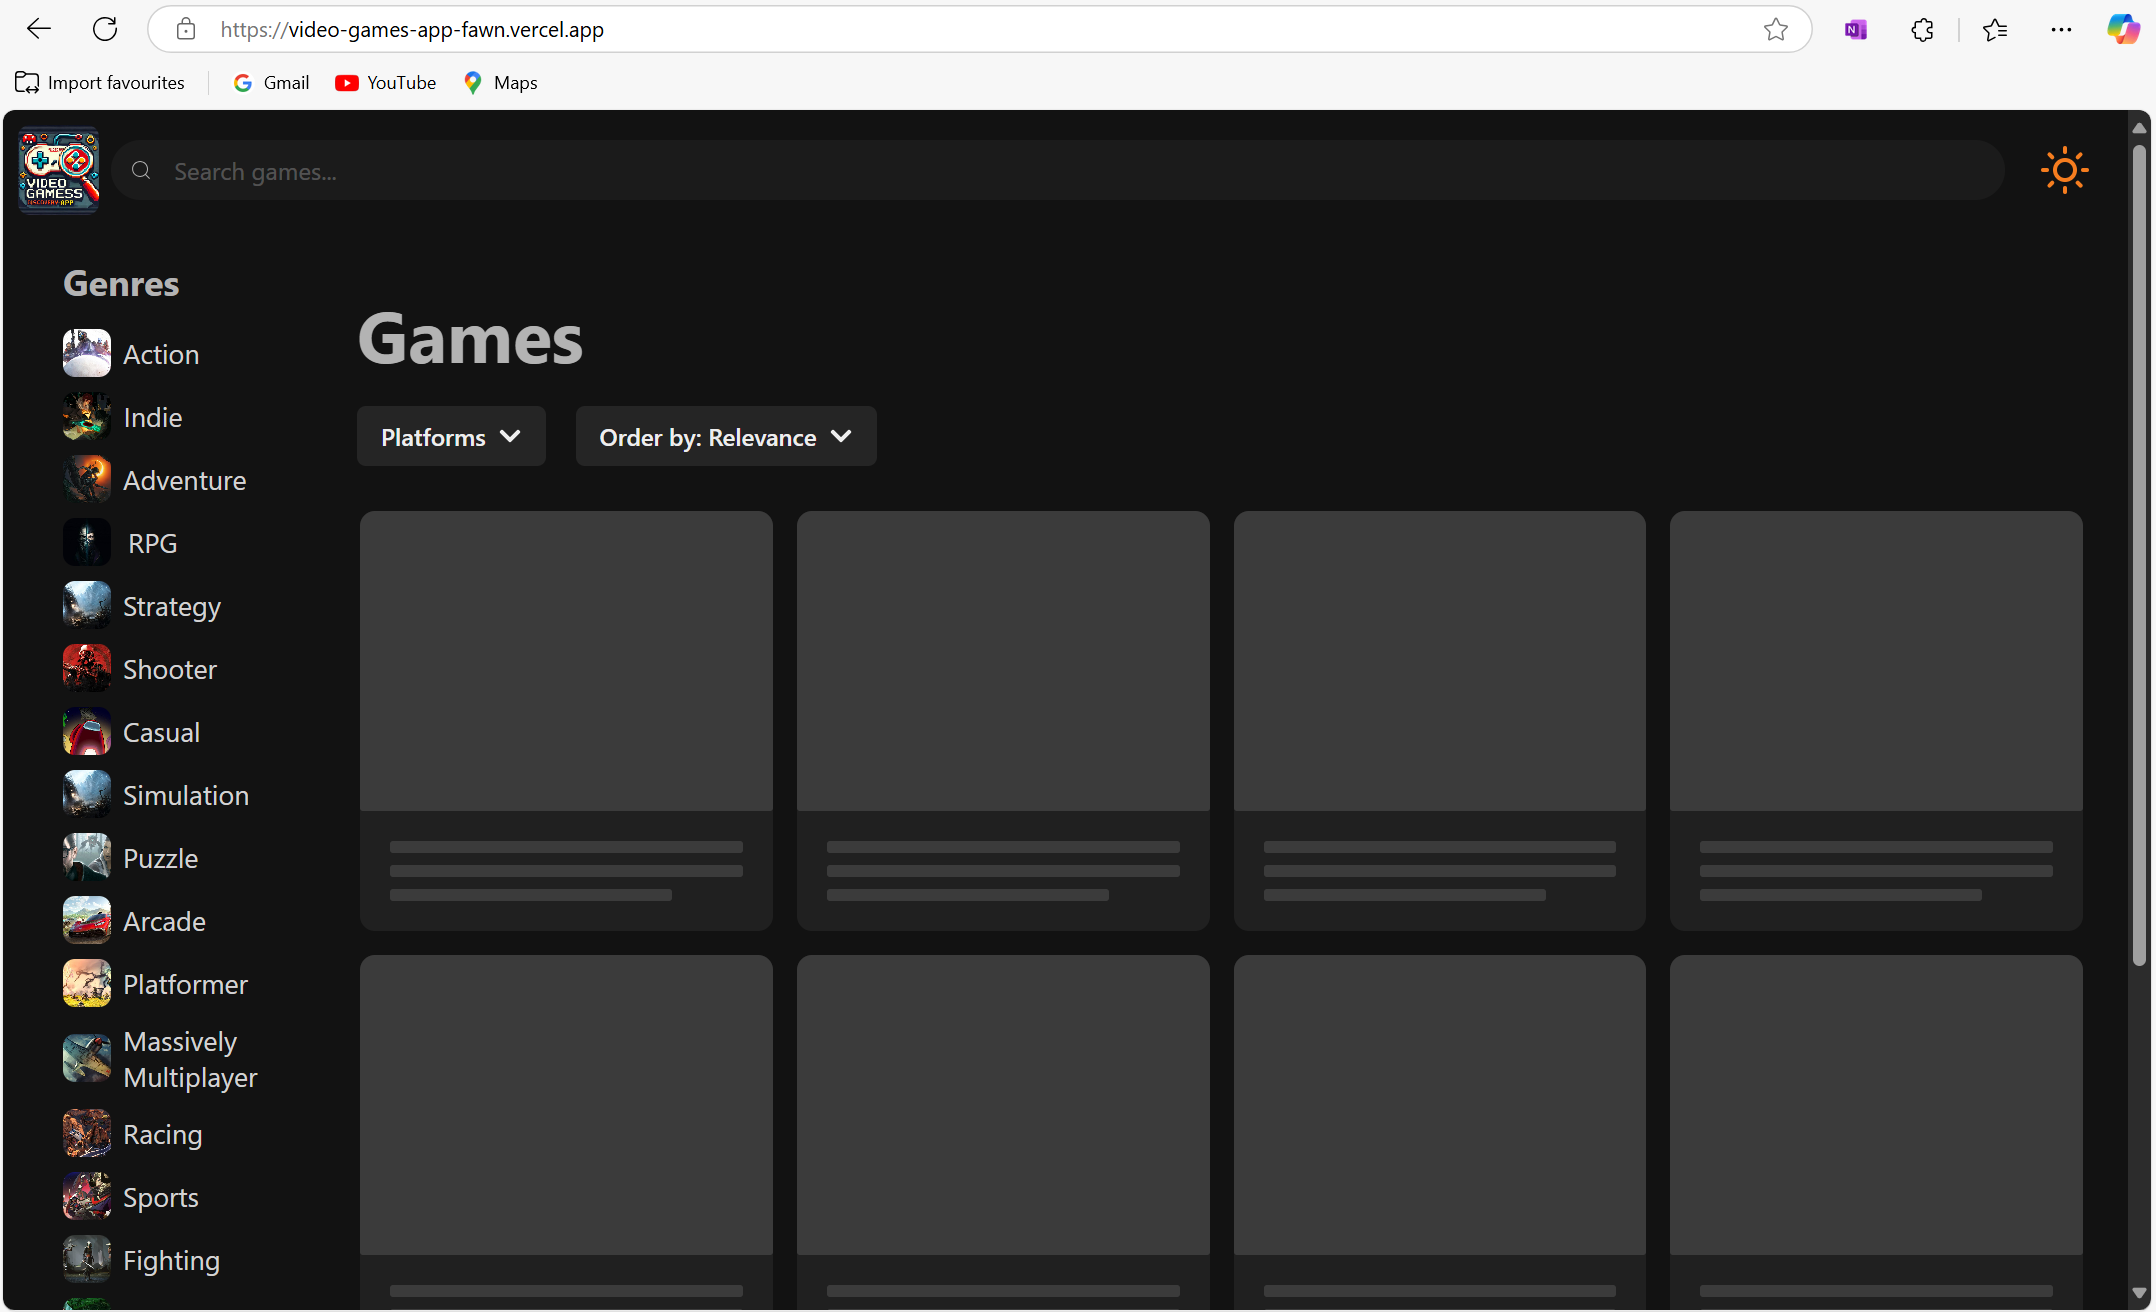 https://video-games-app-fawn.vercel.app
Import favourites
Gmail
YouTube
Maps
VIDEO
GAMESS
DISCOVERY APP
Search games...
Genres
Action
Indie
Adventure
RPG
Strategy
Shooter
Casual
Simulation
Puzzle
Arcade
Platformer
Massively
Multiplayer
Racing
Sports
Fighting
Games
Platforms
Order by: Relevance